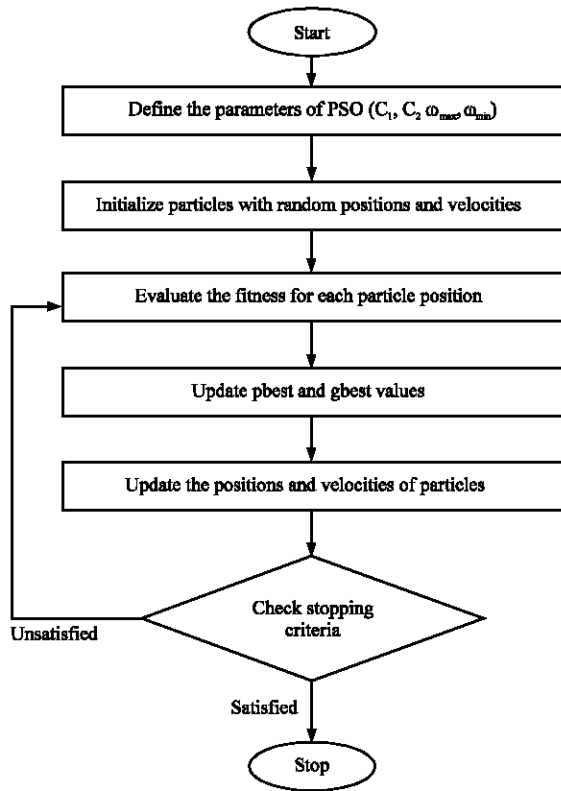 Start
Define the parameters of PSO (C₁, C₂ ω_max, ω_min)
Initialize particles with random positions and velocities
Evaluate the fitness for each particle position
Update pbest and gbest values
Update the positions and velocities of particles
Check stopping
criteria
Unsatisfied
Satisfied
Stop